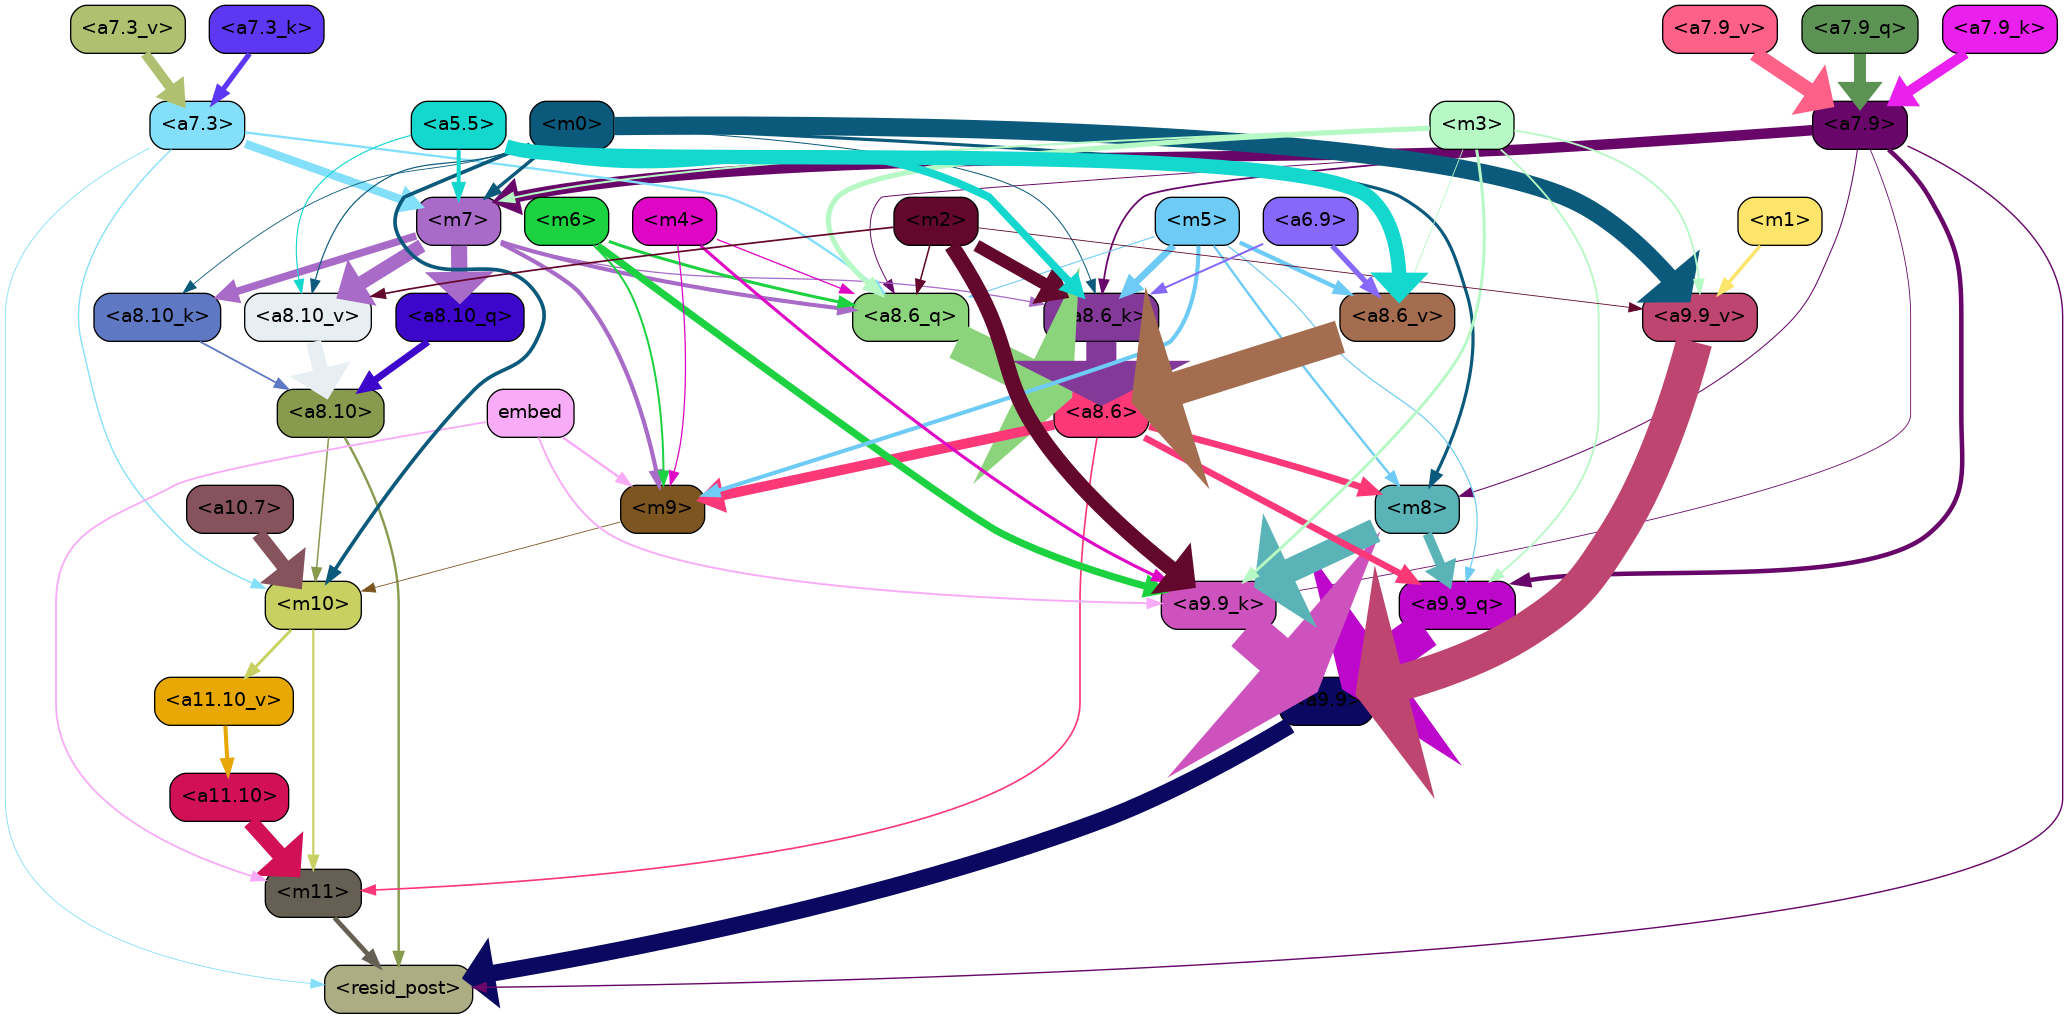 <a7.3_v>
<a7.3_k>
<a7.9_v>
<a7.9_q>
<a7.9_k>
<a7.3>
<a5.5>
<m0>
<m3>
<a7.9>
<m7>
<m6>
<m4>
<m2>
<m5>
<a6.9>
<m1>
<a8.10_k>
<a8.10_v>
<a8.10_q>
<a8.6_q>
<a8.6_k>
<a8.6_v>
<a9.9_v>
<a8.10>
embed
<a8.6>
<a10.7>
<m9>
<m8>
<m10>
<a9.9_k>
<a9.9_q>
<a11.10_v>
<a9.9>
<a11.10>
<m11>
<resid_post>